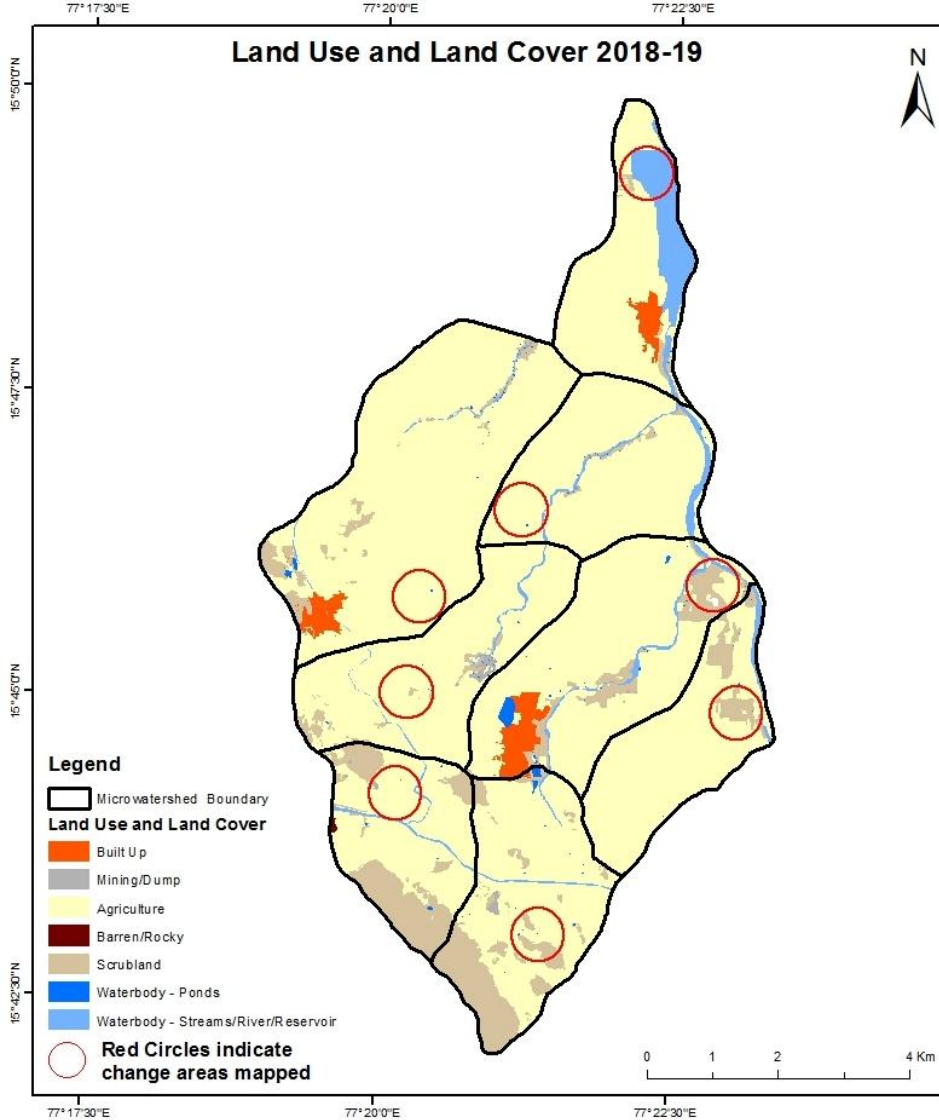 77°17'30"E 77°20'0"E 77°22'30"E
Land Use and Land Cover 2018-19
N
15°50'0"N
15°47'30"N
15°45'0"N
15°42'30"N
Legend
Microwatershed Boundary
Land Use and Land Cover
Built Up
Mining/Dump
Agriculture
Barren/Rocky
Scrubland
Waterbody - Ponds
Waterbody - Streams/River/Reservoir
Red Circles indicate
change areas mapped
0 1 2 4 Km
77°17'30"E 77°20'0"E 77°22'30"E